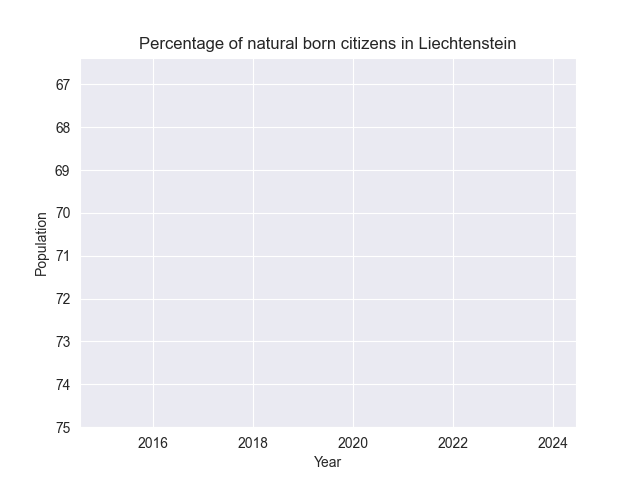 Percentage of natural born citizens in Liechtenstein
67
68
69
70
71
72
73
74
75
Population
2016 2018 2020 2022 2024
Year